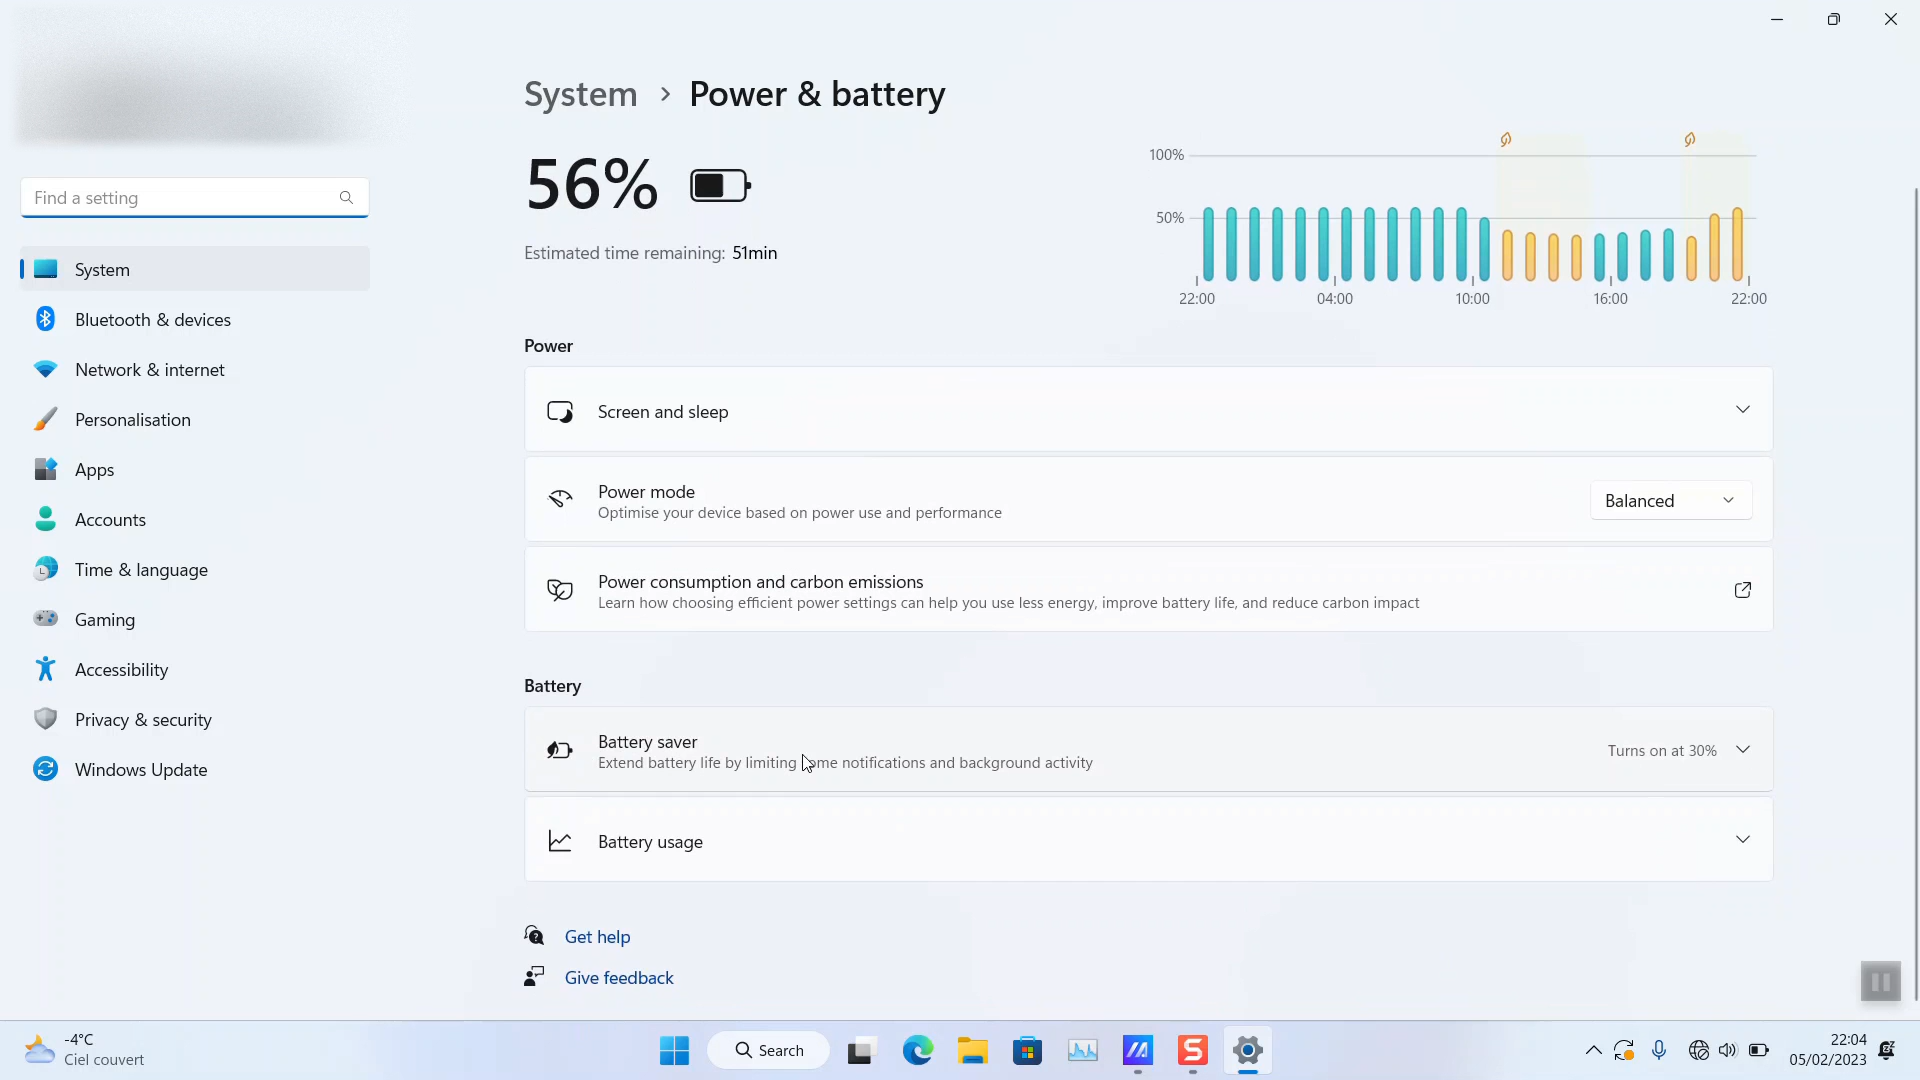 System > Power & battery
Find a setting
System
Bluetooth & devices
Network & internet
Personalisation
Apps
Accounts
Time & language
Gaming
Accessibility
Privacy & security
Windows Update
56%
Estimated time remaining: 51min
100%
50%
22:00 04:00 10:00 16:00 22:00
Power
Screen and sleep
Power mode
Optimise your device based on power use and performance
Balanced
Power consumption and carbon emissions
Learn how choosing efficient power settings can help you use less energy, improve battery life, and reduce carbon impact
Battery
Battery saver
Extend battery life by limiting some notifications and background activity
Turns on at 30%
Battery usage
Get help
Give feedback
-4°C
Ciel couvert
Search
22:04
05/02/2023